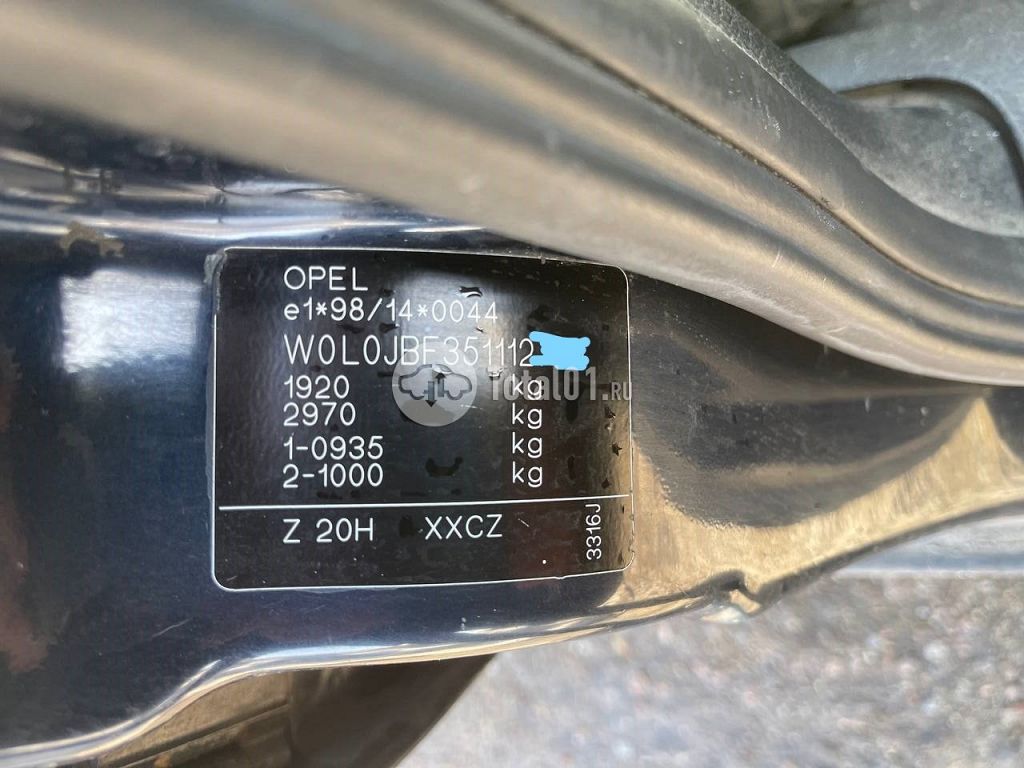 OPEL
e1*98/14*0044
W0L0JBF3511112
1920 kg
2970 kg
1-0935 kg
2-1000 kg
Z 20H XXCZ
3316J
Total01.RU